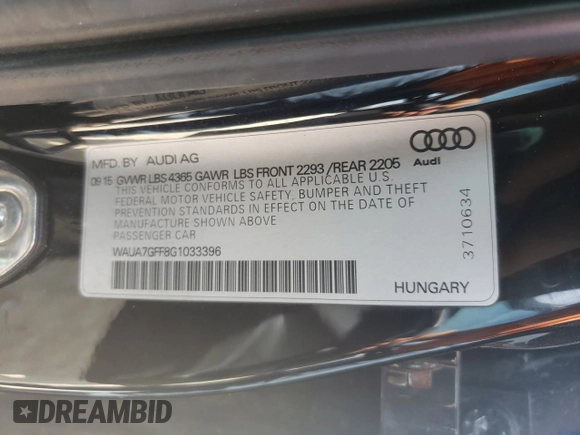 MFD. BY AUDI AG
09 15 GVWR LBS 4365 GAWR LBS FRONT 2293 / REAR 2205
Audi
THIS VEHICLE CONFORMS TO ALL APPLICABLE U.S.
FEDERAL MOTOR VEHICLE SAFETY, BUMPER AND THEFT
PREVENTION STANDARDS IN EFFECT ON THE DATE OF
MANUFACTURE SHOWN ABOVE
PASSENGER CAR
WAUA7GFF8G1033396
HUNGARY
3710634
DREAMBID